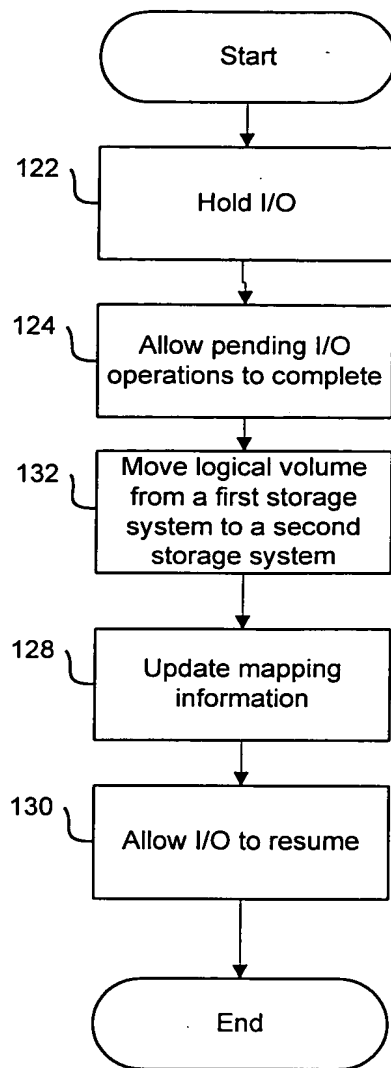 Start
122
Hold I/O
124
Allow pending I/O
operations to complete
132
Move logical volume
from a first storage
system to a second
storage system
128
Update mapping
information
130
Allow I/O to resume
End